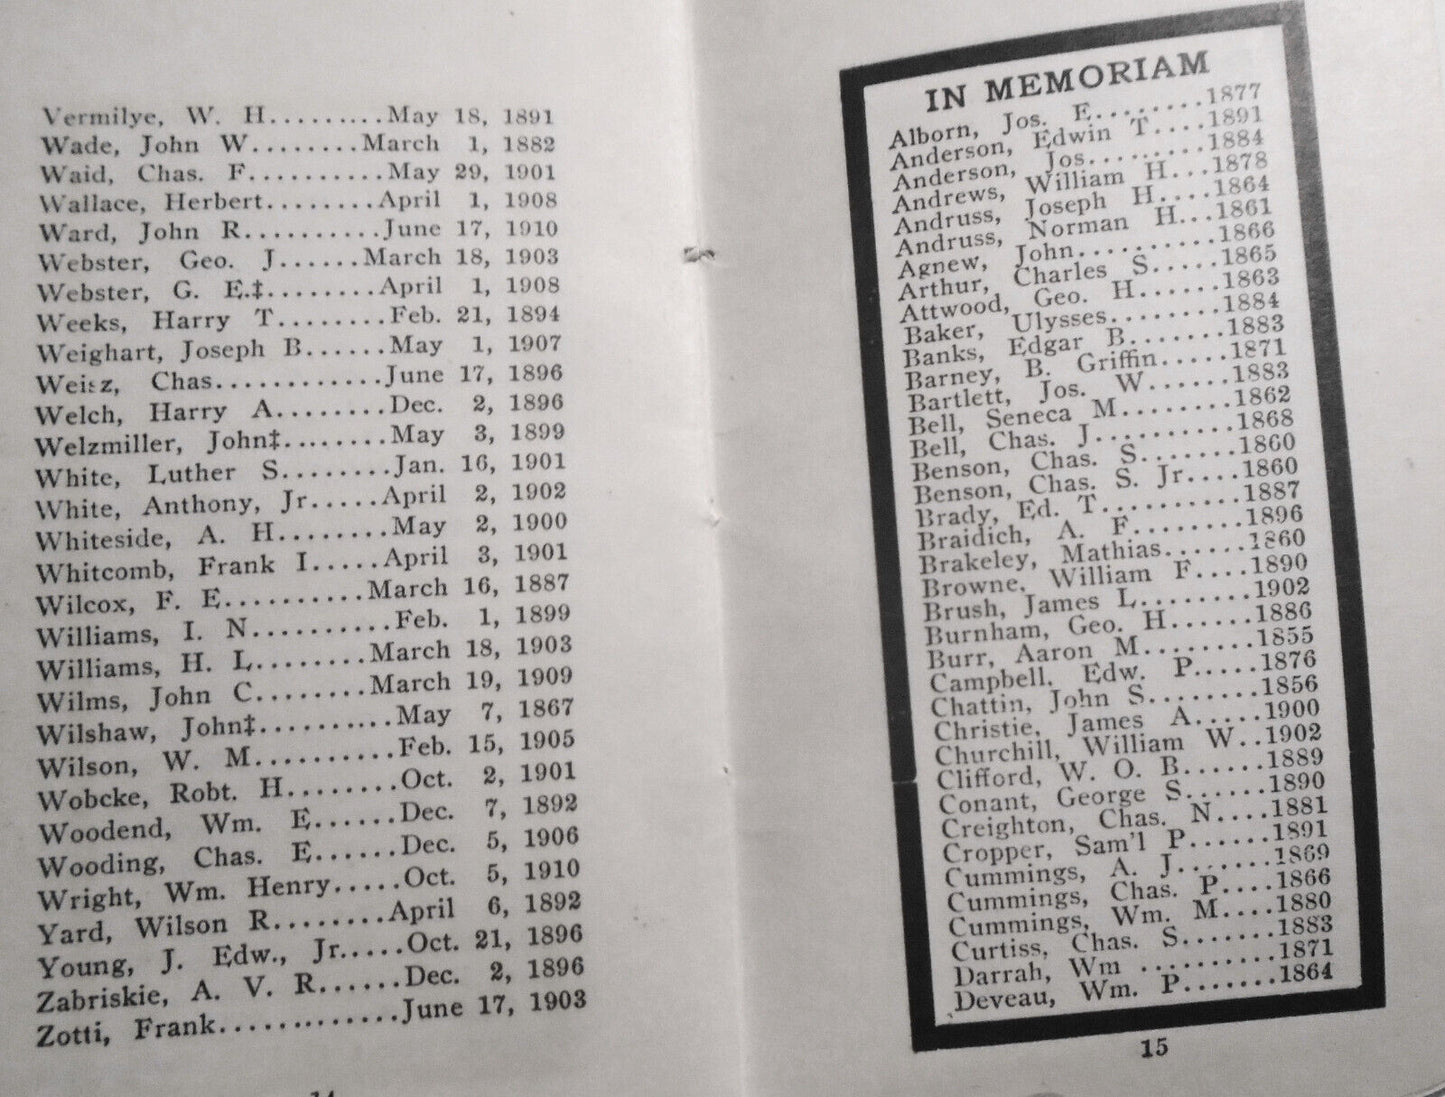 Vermilye, W. H.........May 18, 1891
Wade, John W........March 1, 1882
Waid, Chas. F..........May 29, 1901
Wallace, Herbert........April 1, 1908
Ward, John R..........June 17, 1910
Webster, Geo. J......March 18, 1903
Webster, G. E.‡........April 1, 1908
Weeks, Harry T........Feb. 21, 1894
Weighart, Joseph B......May 1, 1907
Weisz, Chas............June 17, 1896
Welch, Harry A........Dec. 2, 1896
Welzmiller, John‡........May 3, 1899
White, Luther S........Jan. 16, 1901
White, Anthony, Jr.....April 2, 1902
Whiteside, A. H........May 2, 1900
Whitcomb, Frank I.....April 3, 1901
Wilcox, F. E..........March 16, 1887
Williams, I. N..........Feb. 1, 1899
Williams, H. L........March 18, 1903
Wilms, John C........March 19, 1909
Wilshaw, John‡..........May 7, 1867
Wilson, W. M..........Feb. 15, 1905
Wobcke, Robt. H........Oct. 2, 1901
Woodend, Wm. E......Dec. 7, 1892
Wooding, Chas. E......Dec. 5, 1906
Wright, Wm. Henry.....Oct. 5, 1910
Yard, Wilson R........April 6, 1892
Young, J. Edw., Jr.....Oct. 21, 1896
Zabriskie, A. V. R......Dec. 2, 1896
Zotti, Frank.............June 17, 1903
14
IN MEMORIAM
Alborn, Jos. E........1877
Anderson, Edwin T....1891
Anderson, Jos.........1884
Andrews, William H...1878
Andruss, Joseph H....1864
Andruss, Norman H...1861
Agnew, John..........1866
Arthur, Charles S.....1865
Attwood, Geo. H......1863
Baker, Ulysses........1884
Banks, Edgar B.......1883
Barney, B. Griffin.....1871
Bartlett, Jos. W......1883
Bell, Seneca M........1862
Bell, Chas. J..........1868
Benson, Chas. S.......1860
Benson, Chas. S. Jr....1860
Brady, Ed. T..........1887
Braidich, A. F........1896
Brakeley, Mathias......1860
Browne, William F....1890
Brush, James L........1902
Burnham, Geo. H......1886
Burr, Aaron M........1855
Campbell. Edw. P.....1876
Chattin, John S........1856
Christie, James A.....1900
Churchill, William W..1902
Clifford, W. O. B......1889
Conant, George S......1890
Creighton, Chas. N....1881
Cropper, Sam'l P......1891
Cummings, A. J.......1869
Cummings, Chas. P....1866
Cummings, Wm. M....1880
Curtiss, Chas. S.......1883
Darrah, Wm ..........1871
Deveau, Wm. P.......1864
15